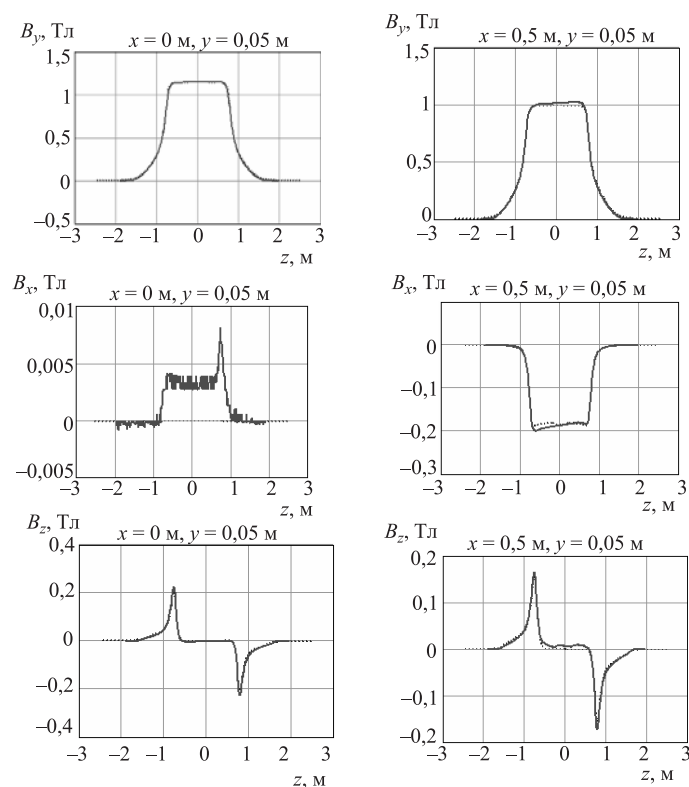 B_y, Тл
x = 0 м, y = 0,05 м
1,5
1
0,5
0
–0,5
–3 –2 –1 0 1 2 3
z, м
B_y, Тл
x = 0,5 м, y = 0,05 м
1,5
1
0,5
0
–3 –2 –1 0 1 2 3
z, м
B_x, Тл
x = 0 м, y = 0,05 м
0,01
0,005
0
–0,005
–3 –2 –1 0 1 2 3
z, м
B_x, Тл
x = 0,5 м, y = 0,05 м
0
–0,1
–0,2
–0,3
–3 –2 –1 0 1 2 3
z, м
B_z, Тл
x = 0 м, y = 0,05 м
0,4
0,2
0
–0,2
–0,4
–3 –2 –1 0 1 2 3
z, м
B_z, Тл
x = 0,5 м, y = 0,05 м
0,2
0,1
0
–0,1
–0,2
–3 –2 –1 0 1 2 3
z, м